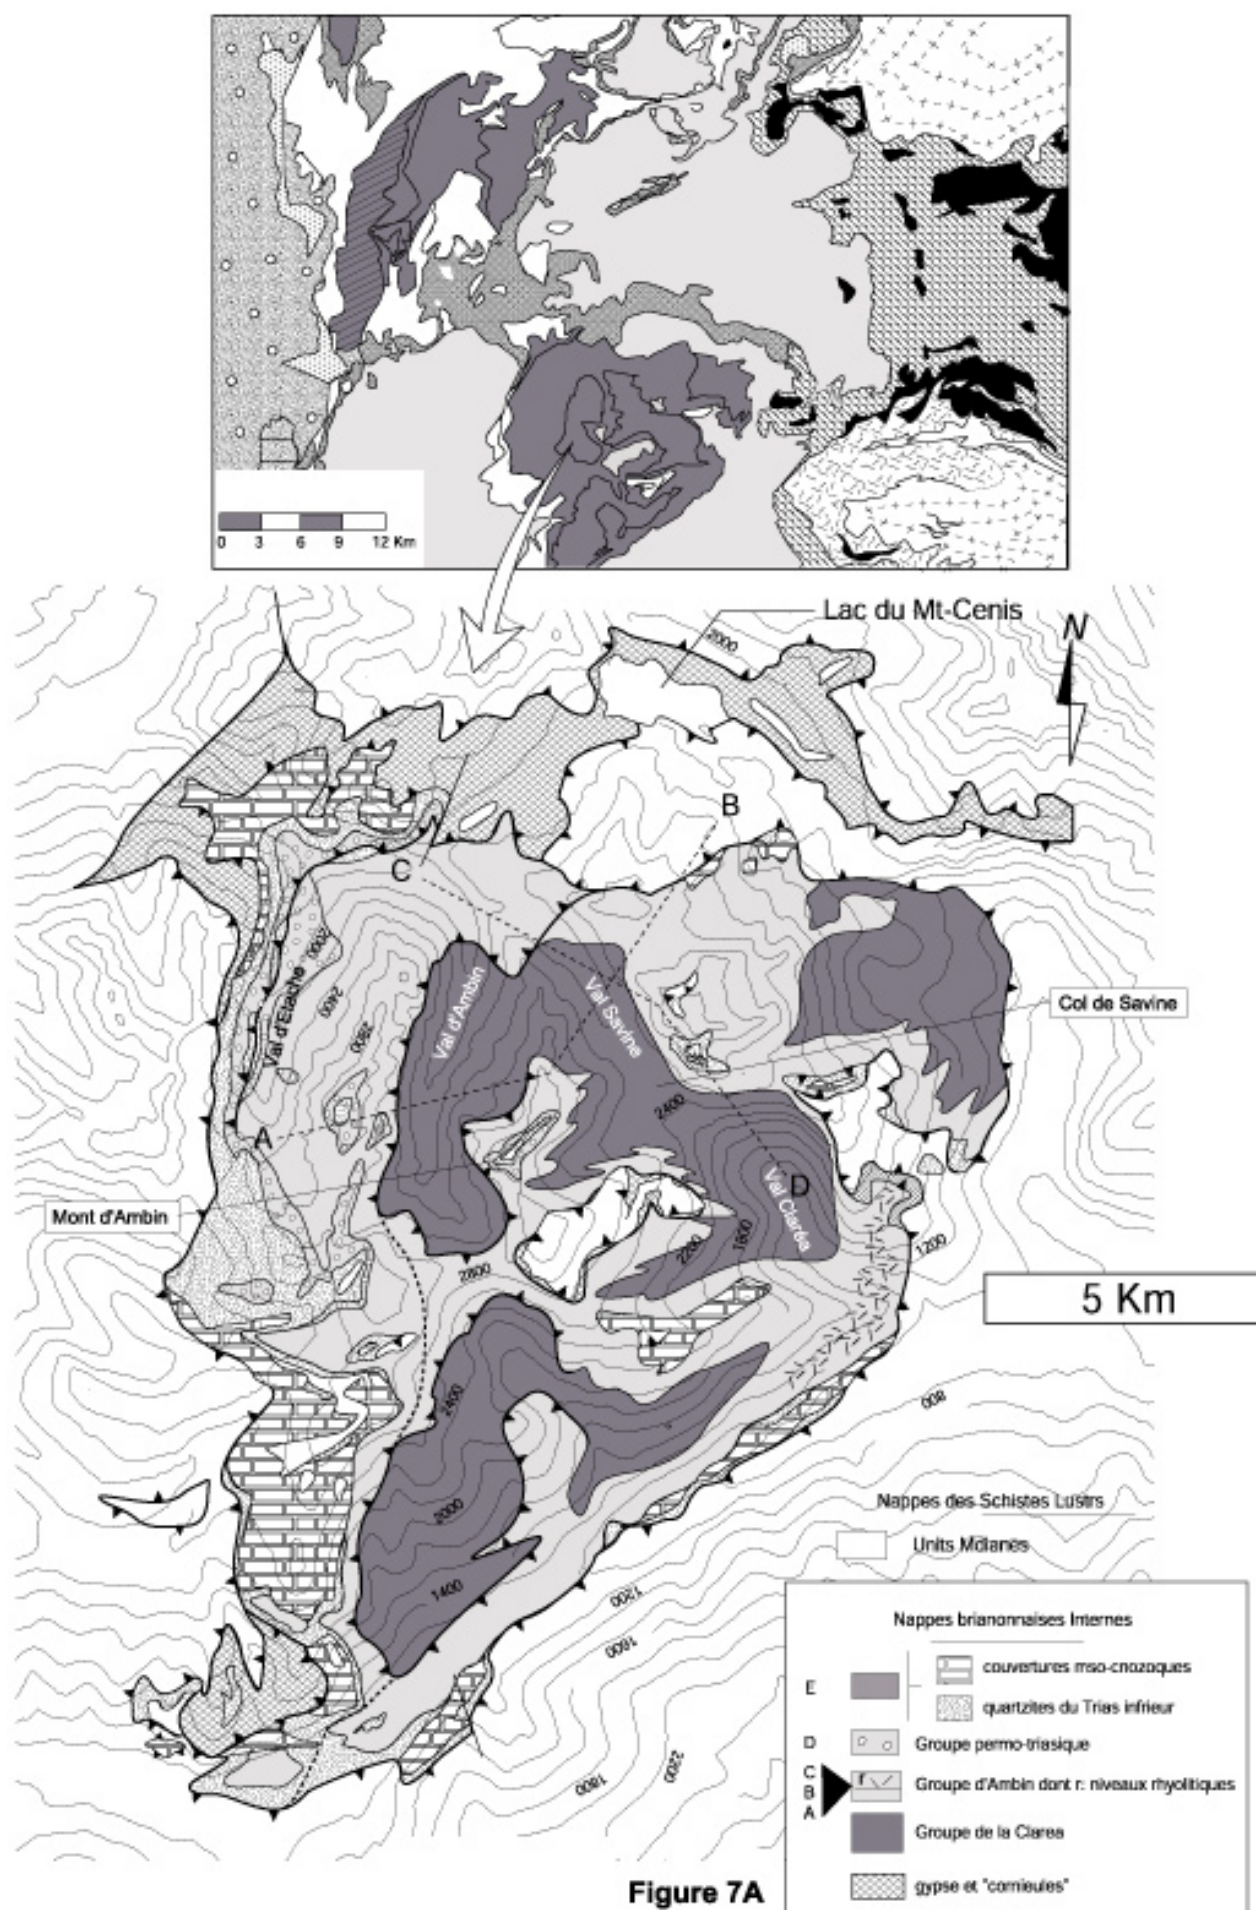 0 3 6 9 12 Km
Lac du Mt-Cenis
2000
N
B
C
3000
2400
2800
Val d'Etache
Val d'Ambin
Val Savine
Col de Savine
2400
A
D
Val Claréa
Mont d'Ambin
2200
1800
1200
2800
5 Km
2400
800
2000
Nappes des Schistes Lustrs
Units Mdianes
1400
1200
1600
Nappes brianonnaises Internes
couvertures mso-cnozoques
E
quartzites du Trias infrieur
D Groupe permo-triasique
C
r
Groupe d'Ambin dont r: niveaux rhyolitiques
B
A
Groupe de la Clarea
2200
1800
gypse et "cornieules"
Figure 7A